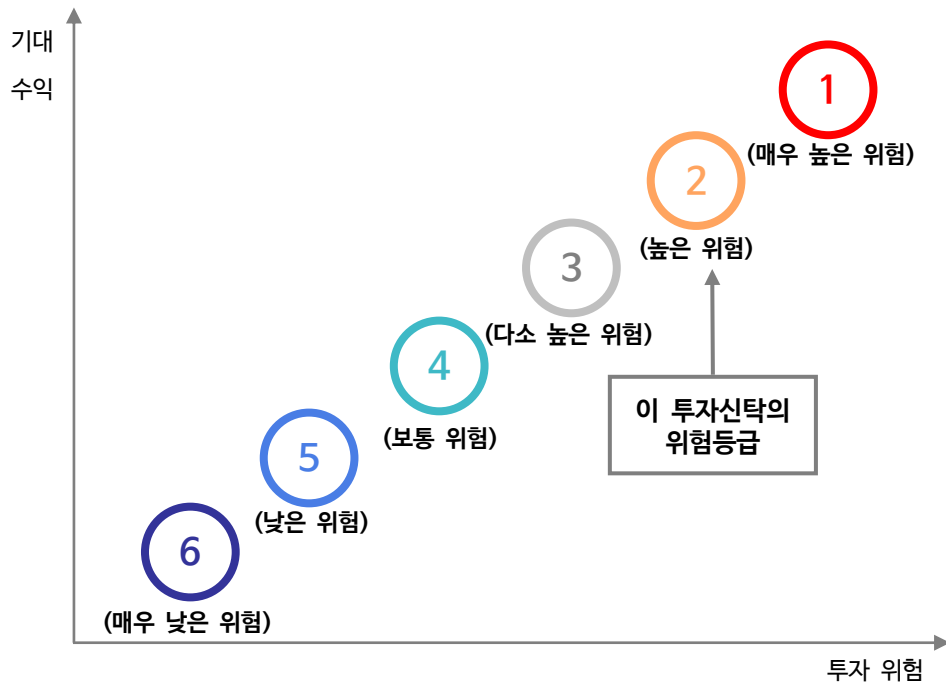 기대
수익
1
(매우 높은 위험)
2
(높은 위험)
3
(다소 높은 위험)
4
(보통 위험)
이 투자신탁의
위험등급
5
(낮은 위험)
6
(매우 낮은 위험)
투자 위험